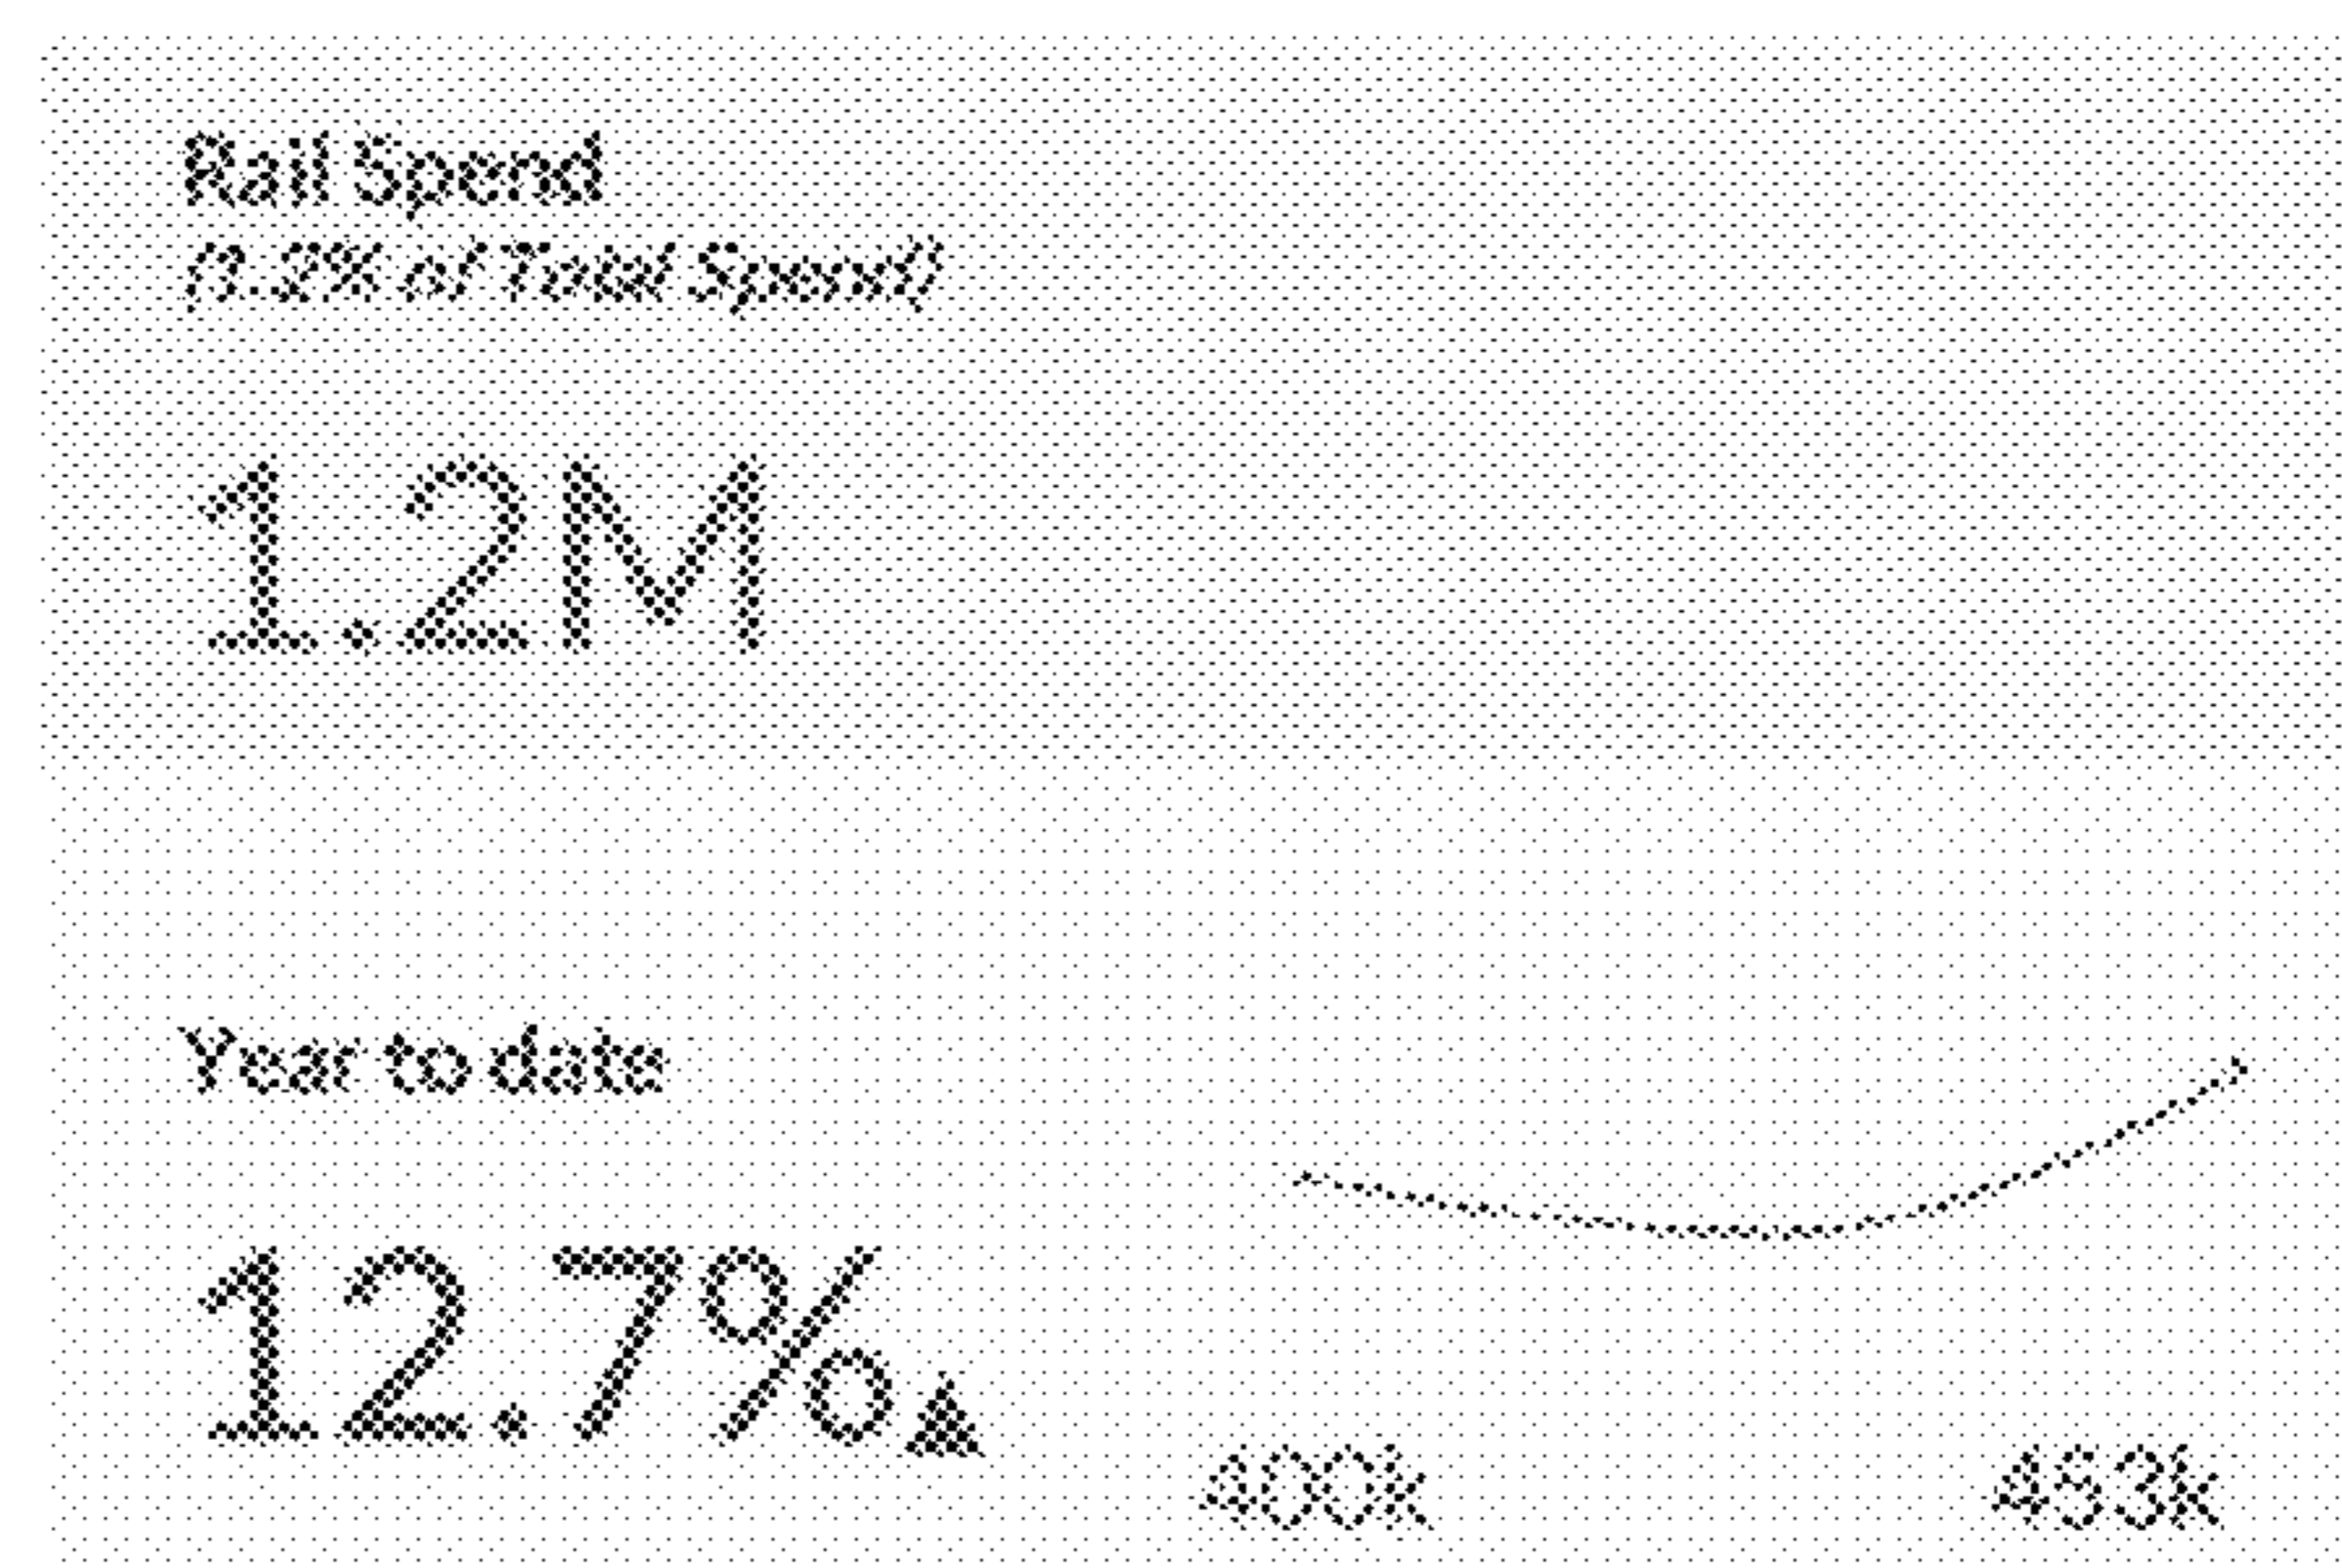 Rail Spend
of Total Spend)
1.2M
Year to date
12.7%▲
400k 453k